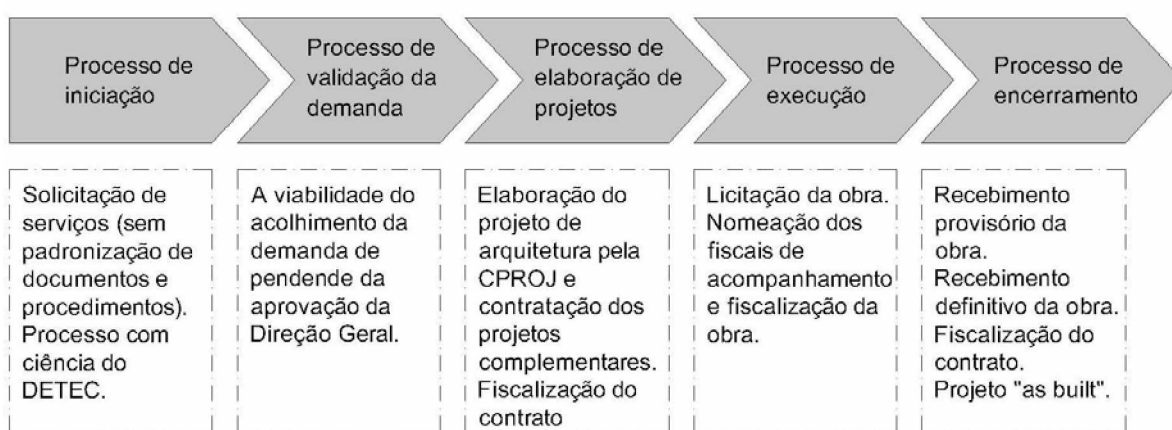 Processo de
iniciação
Processo de
validação da
demanda
Processo de
elaboração de
projetos
Processo de
execução
Processo de
encerramento
Solicitação de
serviços (sem
padronização de
documentos e
procedimentos).
Processo com
ciência do
DETEC.
A viabilidade do
acolhimento da
demanda de
pendende da
aprovação da
Direção Geral.
Elaboração do
projeto de
arquitetura pela
CPROJ e
contratação dos
projetos
complementares.
Fiscalização do
contrato
Licitação da obra.
Nomeação dos
fiscais de
acompanhamento
e fiscalização da
obra.
Recebimento
provisório da
obra.
Recebimento
definitivo da obra.
Fiscalização do
contrato.
Projeto "as built".